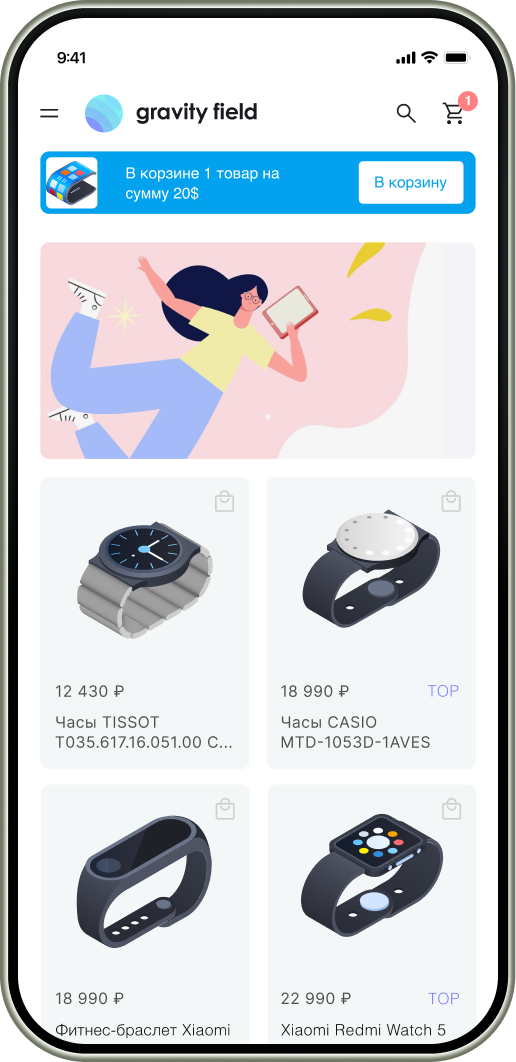 9:41
gravity field
1
В корзине 1 товар на
сумму 20$
В корзину
12 430 ₽
Часы TISSOT
T035.617.16.051.00 C...
18 990 ₽
TOP
Часы CASIO
MTD-1053D-1AVES
18 990 ₽
Фитнес-браслет Xiaomi
22 990 ₽
TOP
Xiaomi Redmi Watch 5